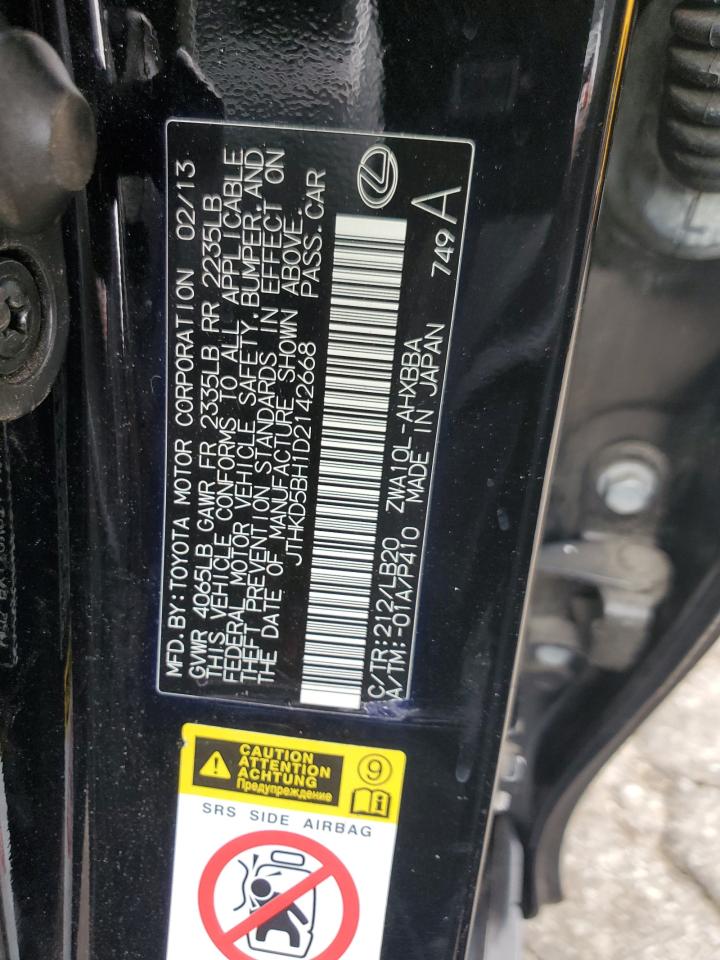 MFD.BY:TOYOTA MOTOR CORPORATION 02/13
GVWR 4065LB GAWR FR 2335LB RR 2235LB
THIS VEHICLE CONFORMS TO ALL APPLICABLE
FEDERAL MOTOR VEHICLE SAFETY,BUMPER,AND
THEFT PREVENTION STANDARDS IN EFFECT ON
THE DATE OF MANUFACTURE SHOWN ABOVE.
JTHKD5BH1D2142668 PASS.CAR
C/TR:212/LB20 ZWA10L-AHXBBA
A/TM:-01A/P410 MADE IN JAPAN 749 A
CAUTION
ATTENTION
ACHTUNG
Предупреждение
9
SRS SIDE AIRBAG